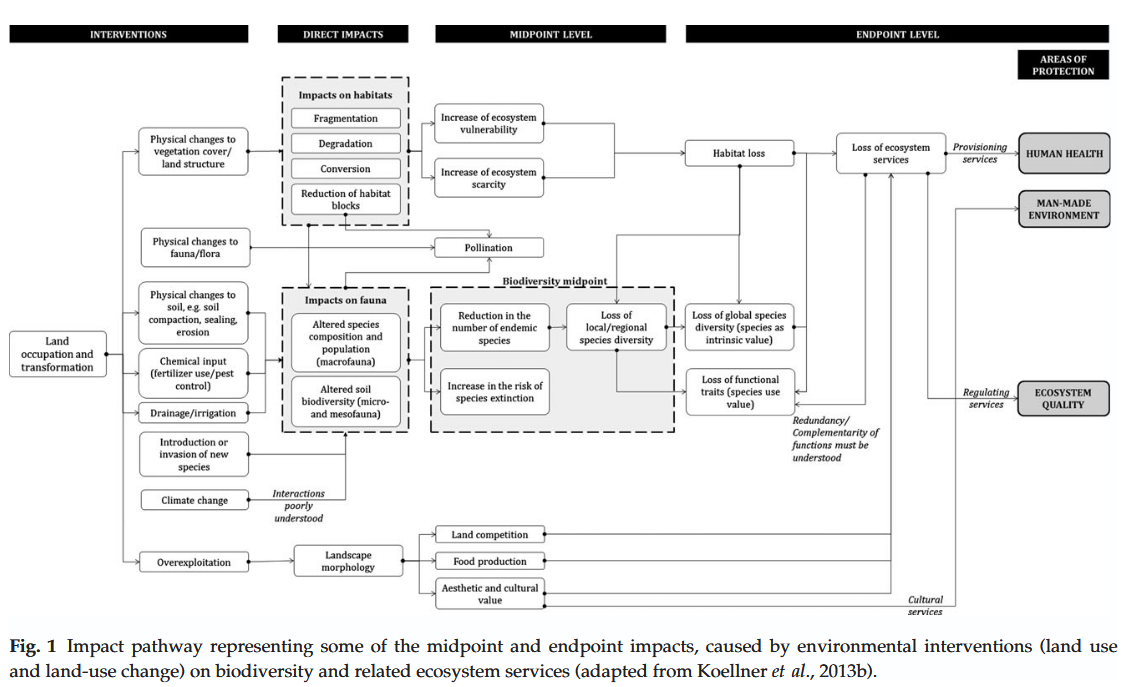 INTERVENTIONS
DIRECT IMPACTS
MIDPOINT LEVEL
ENDPOINT LEVEL
AREAS OF
PROTECTION
Impacts on habitats
Fragmentation
Degradation
Conversion
Reduction of habitat
blocks
Physical changes to
vegetation cover/
land structure
Increase of ecosystem
vulnerability
Increase of ecosystem
scarcity
Habitat loss
Loss of ecosystem
services
Provisioning
services
HUMAN HEALTH
MAN-MADE
ENVIRONMENT
Physical changes to
fauna/flora
Pollination
Biodiversity midpoint
Physical changes to
soil, e.g. soil
compaction, sealing,
erosion
Impacts on fauna
Altered species
composition and
population
(macrofauna)
Altered soil
biodiversity (micro-
and mesofauna)
Reduction in the
number of endemic
species
Loss of
local/regional
species diversity
Loss of global species
diversity (species as
intrinsic value)
Land
occupation and
transformation
Chemical input
(fertilizer use/pest
control)
Increase in the risk of
species extinction
Loss of functional
traits (species use
value)
Regulating
services
ECOSYSTEM
QUALITY
Drainage/irrigation
Redundancy/
Complementarity of
functions must be
understood
Introduction or
invasion of new
species
Climate change
Interactions
poorly
understood
Overexploitation
Landscape
morphology
Land competition
Food production
Aesthetic and cultural
value
Cultural
services
Fig. 1 Impact pathway representing some of the midpoint and endpoint impacts, caused by environmental interventions (land use
and land-use change) on biodiversity and related ecosystem services (adapted from Koellner et al., 2013b).